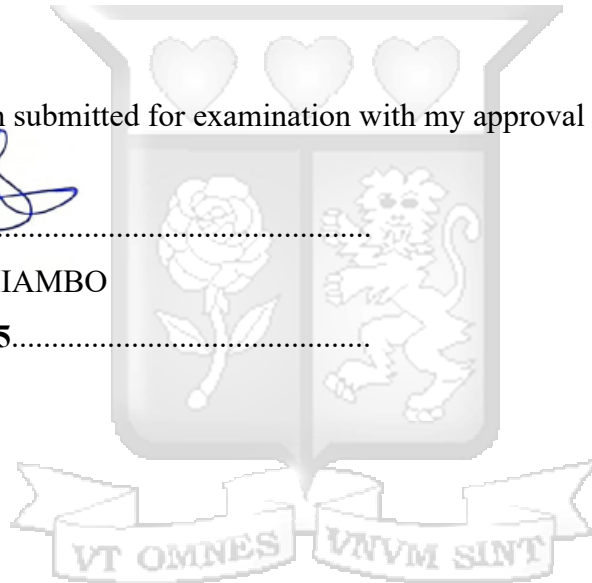 submitted for examination with my approval
....................................................
IAMBO
5....................................................
VT OMNES VNVM SINT